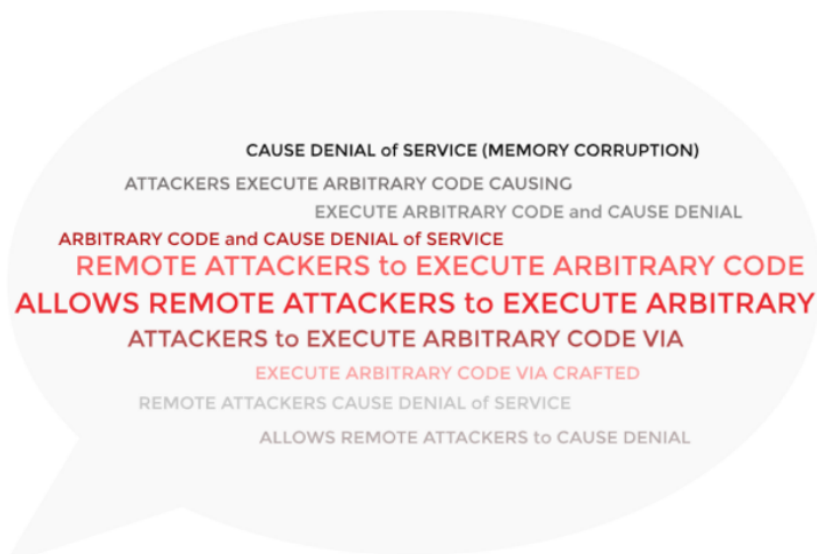 CAUSE DENIAL of SERVICE (MEMORY CORRUPTION)
ATTACKERS EXECUTE ARBITRARY CODE CAUSING
EXECUTE ARBITRARY CODE and CAUSE DENIAL
ARBITRARY CODE and CAUSE DENIAL of SERVICE
REMOTE ATTACKERS to EXECUTE ARBITRARY CODE
ALLOWS REMOTE ATTACKERS to EXECUTE ARBITRARY
ATTACKERS to EXECUTE ARBITRARY CODE VIA
EXECUTE ARBITRARY CODE VIA CRAFTED
REMOTE ATTACKERS CAUSE DENIAL of SERVICE
ALLOWS REMOTE ATTACKERS to CAUSE DENIAL